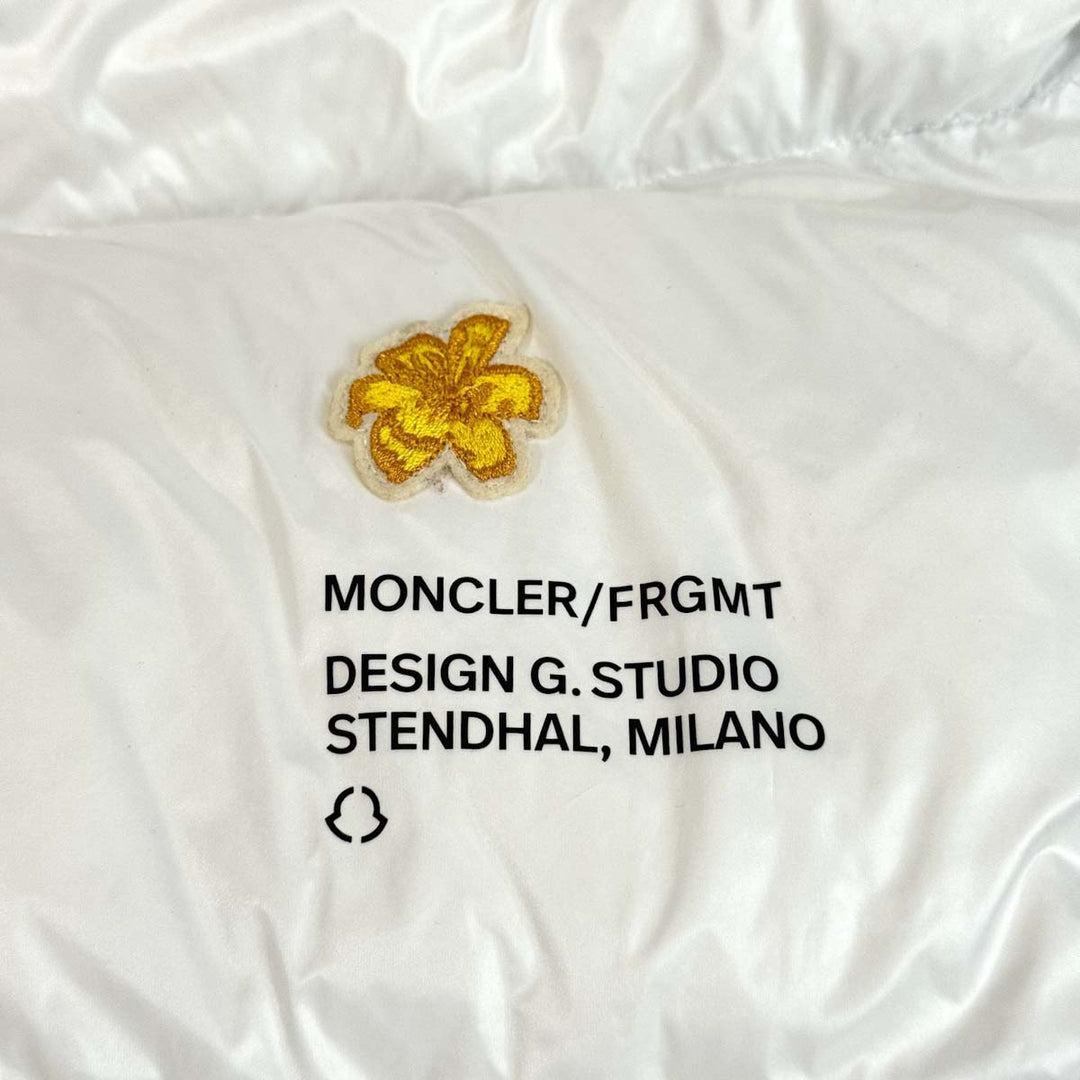 MONCLER/FRGMT
DESIGN G. STUDIO
STENDHAL, MILANO